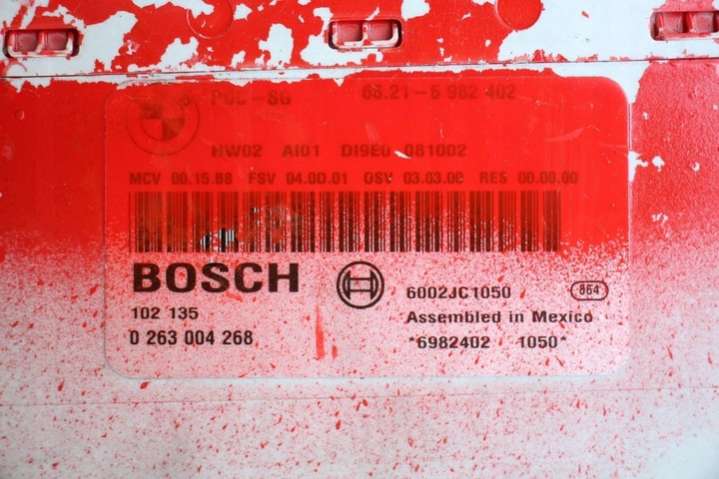 PDC-SG 66.21-6 982 402
HW02 AI01 DI9E0 081002
MCV 00.15.88 FSV 04.00.01 OSV 03.03.02 RES 00.00.00
BOSCH
6002JC1050 864
102 135 Assembled in Mexico
0 263 004 268 *6982402 1050*